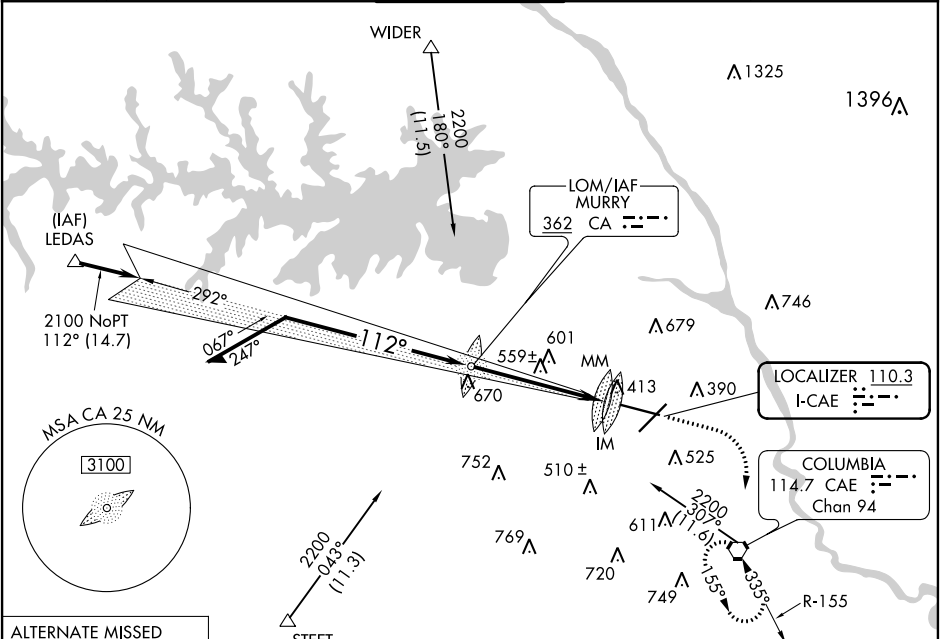 WIDER
2200
180°
(11.5)
1325
1396
LOM/IAF
MURRY
362 CA
(IAF)
LEDAS
2100 NoPT
112° (14.7)
292°
067°
247°
112°
559±
601
670
MM
IM
413
679
746
390
LOCALIZER 110.3
I-CAE
MSA CA 25 NM
3100
752
510 ±
525
COLUMBIA
114.7 CAE
Chan 94
2200
307°
(11.6)
611
769
720
749
155°
335°
R-155
2200
043°
(11.3)
ALTERNATE MISSED